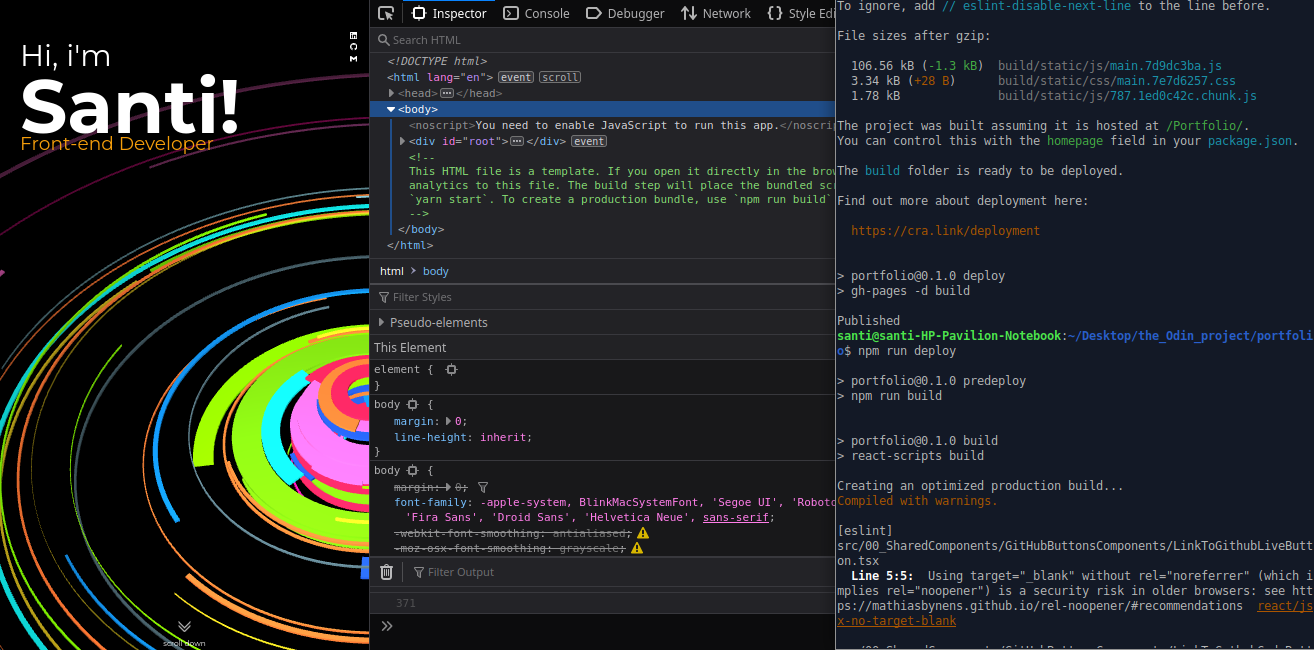 Hi, i'm
Santi!
Front-end Developer
scroll down
Inspector
Console
Debugger
Network
Style Edi
Search HTML
<!DOCTYPE html>
<html lang="en"> event scroll
<head> </head>
<body>
<noscript>You need to enable JavaScript to run this app.</noscrip
<div id="root"> </div> event
<!--
This HTML file is a template. If you open it directly in the brow
analytics to this file. The build step will place the bundled scr
`yarn start`. To create a production bundle, use `npm run build`
-->
</body>
</html>
html > body
Filter Styles
Pseudo-elements
This Element
element {
}
body {
margin: 0;
line-height: inherit;
}
body {
margin: 0;
font-family: -apple-system, BlinkMacSystemFont, 'Segoe UI', 'Roboto
'Fira Sans', 'Droid Sans', 'Helvetica Neue', sans-serif;
-webkit-font-smoothing: antialiased;
-moz-osx-font-smoothing: grayscale;
Filter Output
371
To ignore, add // eslint-disable-next-line to the line before.
File sizes after gzip:
106.56 kB (-1.3 kB) build/static/js/main.7d9dc3ba.js
3.34 kB (+28 B) build/static/css/main.7e7d6257.css
1.78 kB build/static/js/787.1ed0c42c.chunk.js
The project was built assuming it is hosted at /Portfolio/.
You can control this with the homepage field in your package.json.
The build folder is ready to be deployed.
Find out more about deployment here:
https://cra.link/deployment
> portfolio@0.1.0 deploy
> gh-pages -d build
Published
santi@santi-HP-Pavilion-Notebook:~/Desktop/the_Odin_project/portfoli
o$ npm run deploy
> portfolio@0.1.0 predeploy
> npm run build
> portfolio@0.1.0 build
> react-scripts build
Creating an optimized production build...
Compiled with warnings.
[eslint]
src/00_SharedComponents/GitHubButtonsComponents/LinkToGithubLiveButt
on.tsx
Line 5:5: Using target="_blank" without rel="noreferrer" (which i
mplies rel="noopener") is a security risk in older browsers: see htt
ps://mathiasbynens.github.io/rel-noopener/#recommendations react/js
x-no-target-blank